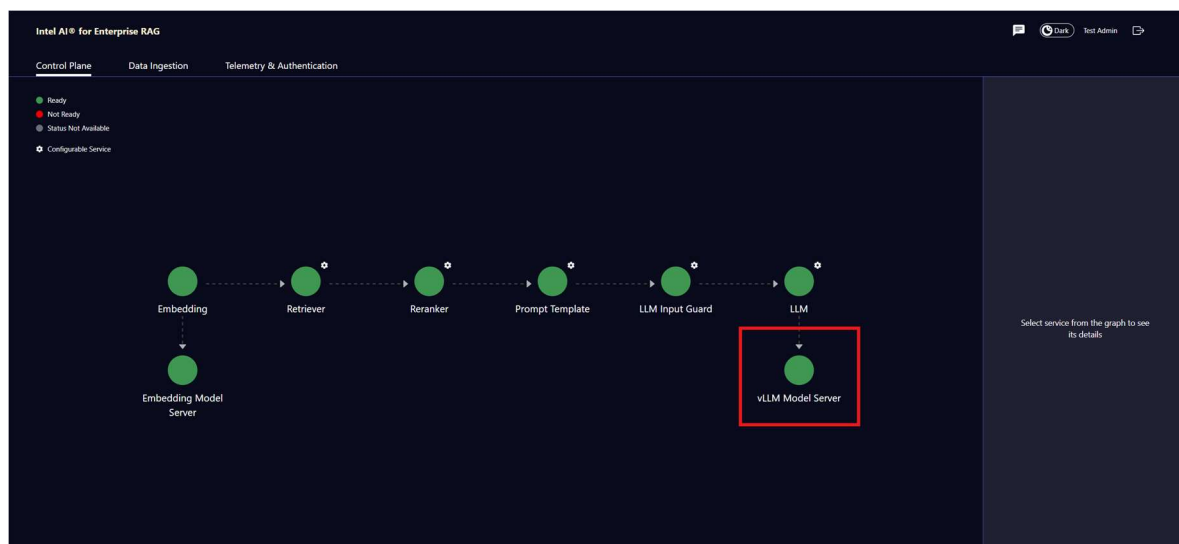 Intel AI® for Enterprise RAG
Dark
Test Admin
Control Plane
Data Ingestion
Telemetry & Authentication
Ready
Not Ready
Status Not Available
Configurable Service
Embedding
Retriever
Reranker
Prompt Template
LLM Input Guard
LLM
Embedding Model
Server
vLLM Model Server
Select service from the graph to see
its details